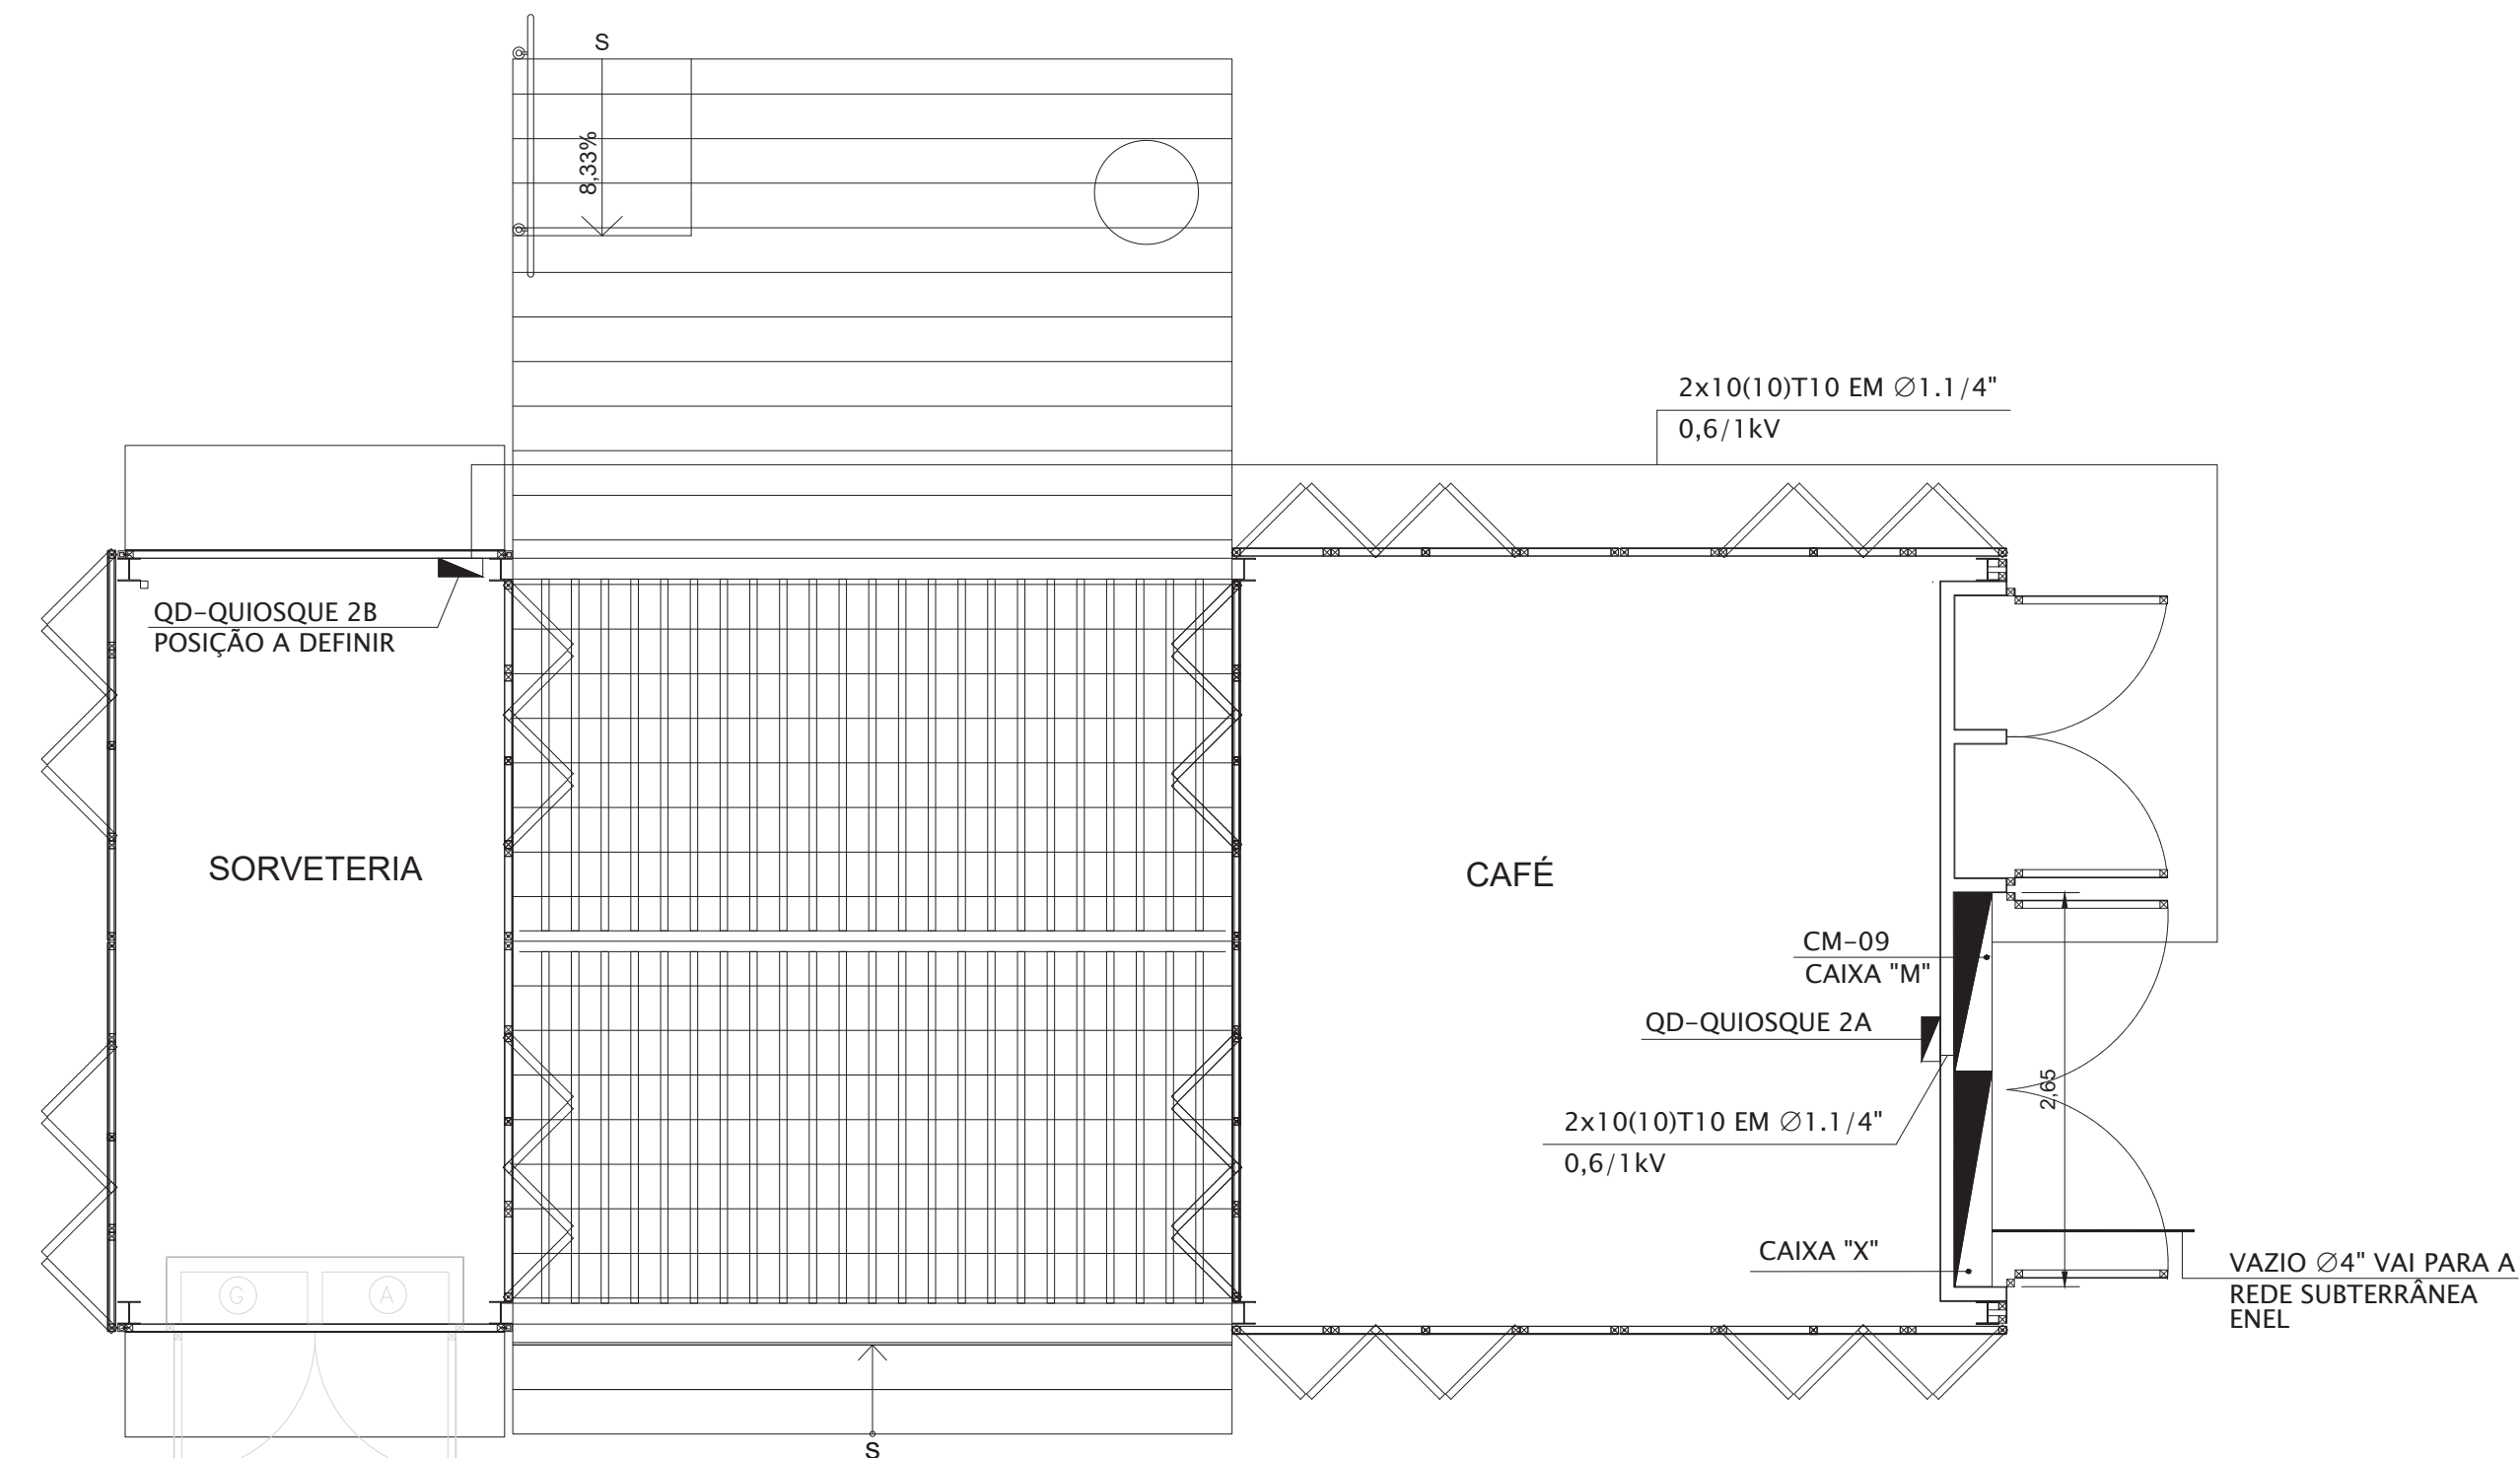 S
8,33%
2x10(10)T10 EM ∅1.1/4"
0,6/1kV
QD-QUIOSQUE 2B
POSIÇÃO A DEFINIR
SORVETERIA
CAFÉ
CM-09
CAIXA "M"
QD-QUIOSQUE 2A
2,65
2x10(10)T10 EM ∅1.1/4"
0,6/1kV
CAIXA "X"
VAZIO ∅4" VAI PARA A
REDE SUBTERRÂNEA
ENEL
G
A
S